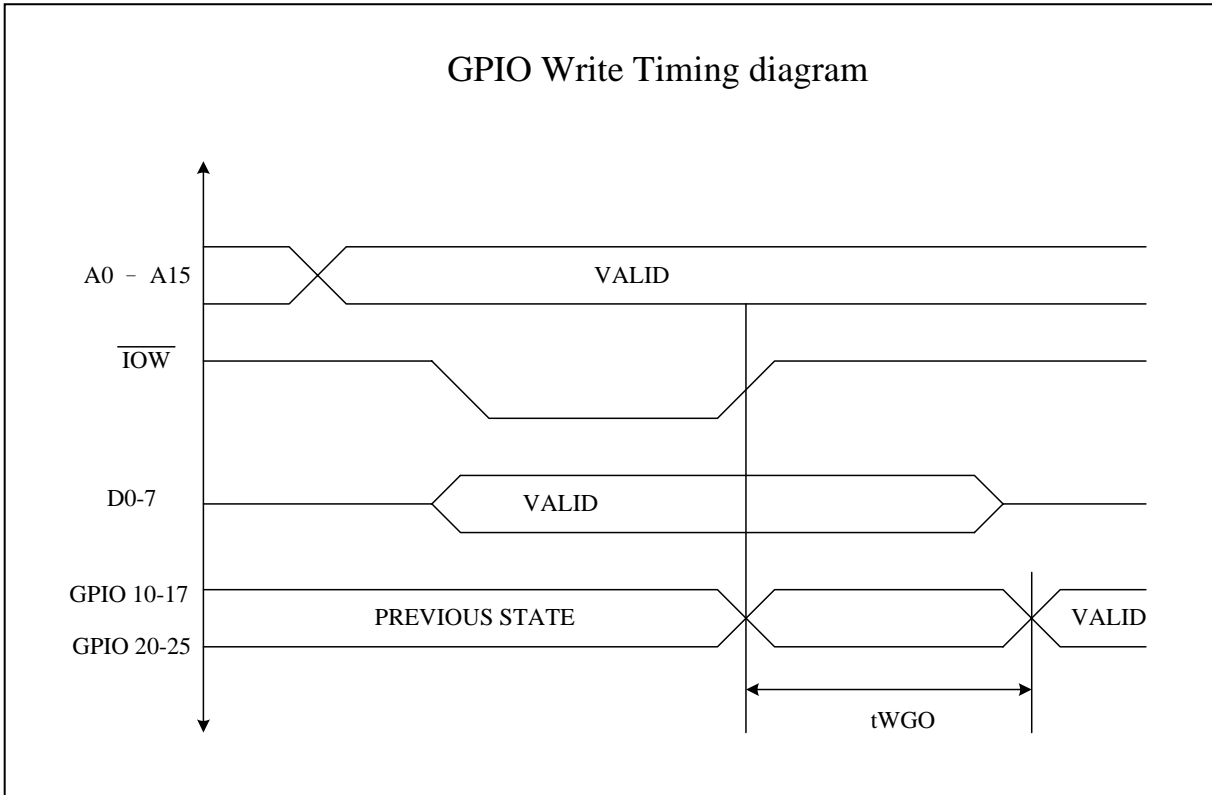 GPIO Write Timing diagram
A0 - A15
VALID
IOW
D0-7
VALID
GPIO 10-17
PREVIOUS STATE
VALID
GPIO 20-25
tWGO